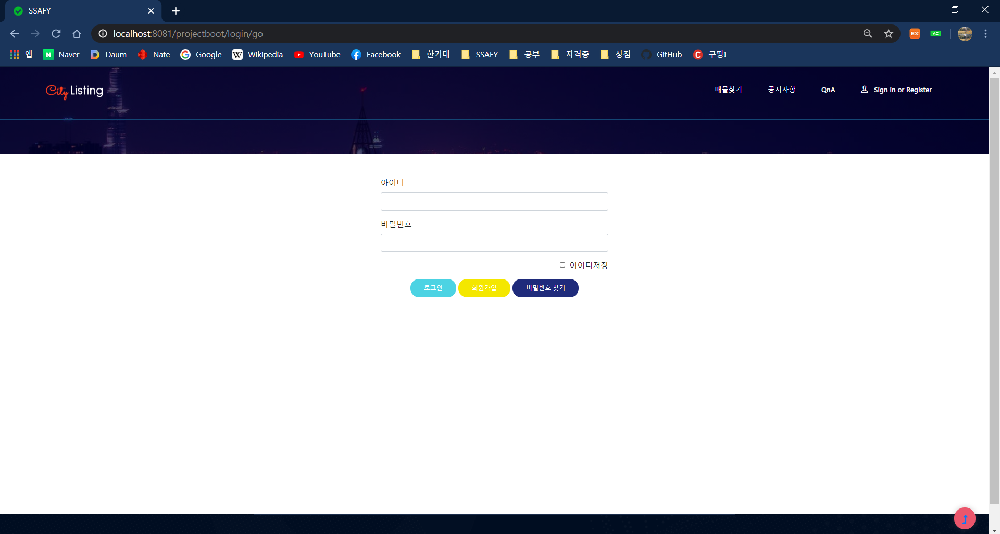 SSAFY
localhost:8081/projectboot/login/go
EX
AC
앱 Naver Daum Nate Google Wikipedia YouTube Facebook 한기대 SSAFY 공부 자격증 상점 GitHub 쿠팡!
City Listing
매물찾기 공지사항 QnA Sign in or Register
아이디
비밀번호
아이디저장
로그인 회원가입 비밀번호 찾기